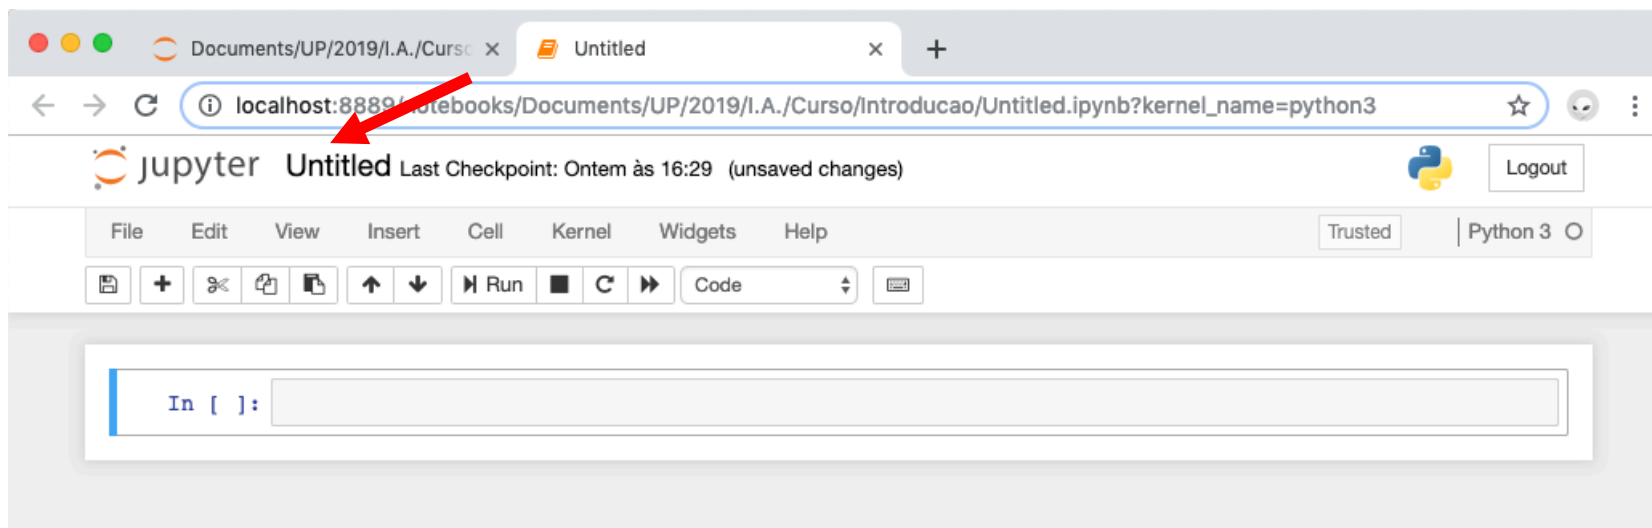 Documents/UP/2019/I.A./Curso
Untitled
localhost:8889/notebooks/Documents/UP/2019/I.A./Curso/Introducao/Untitled.ipynb?kernel_name=python3
jupyter Untitled Last Checkpoint: Ontem às 16:29 (unsaved changes)
Logout
File Edit View Insert Cell Kernel Widgets Help
Trusted
Python 3
Run
Code
In [ ]: